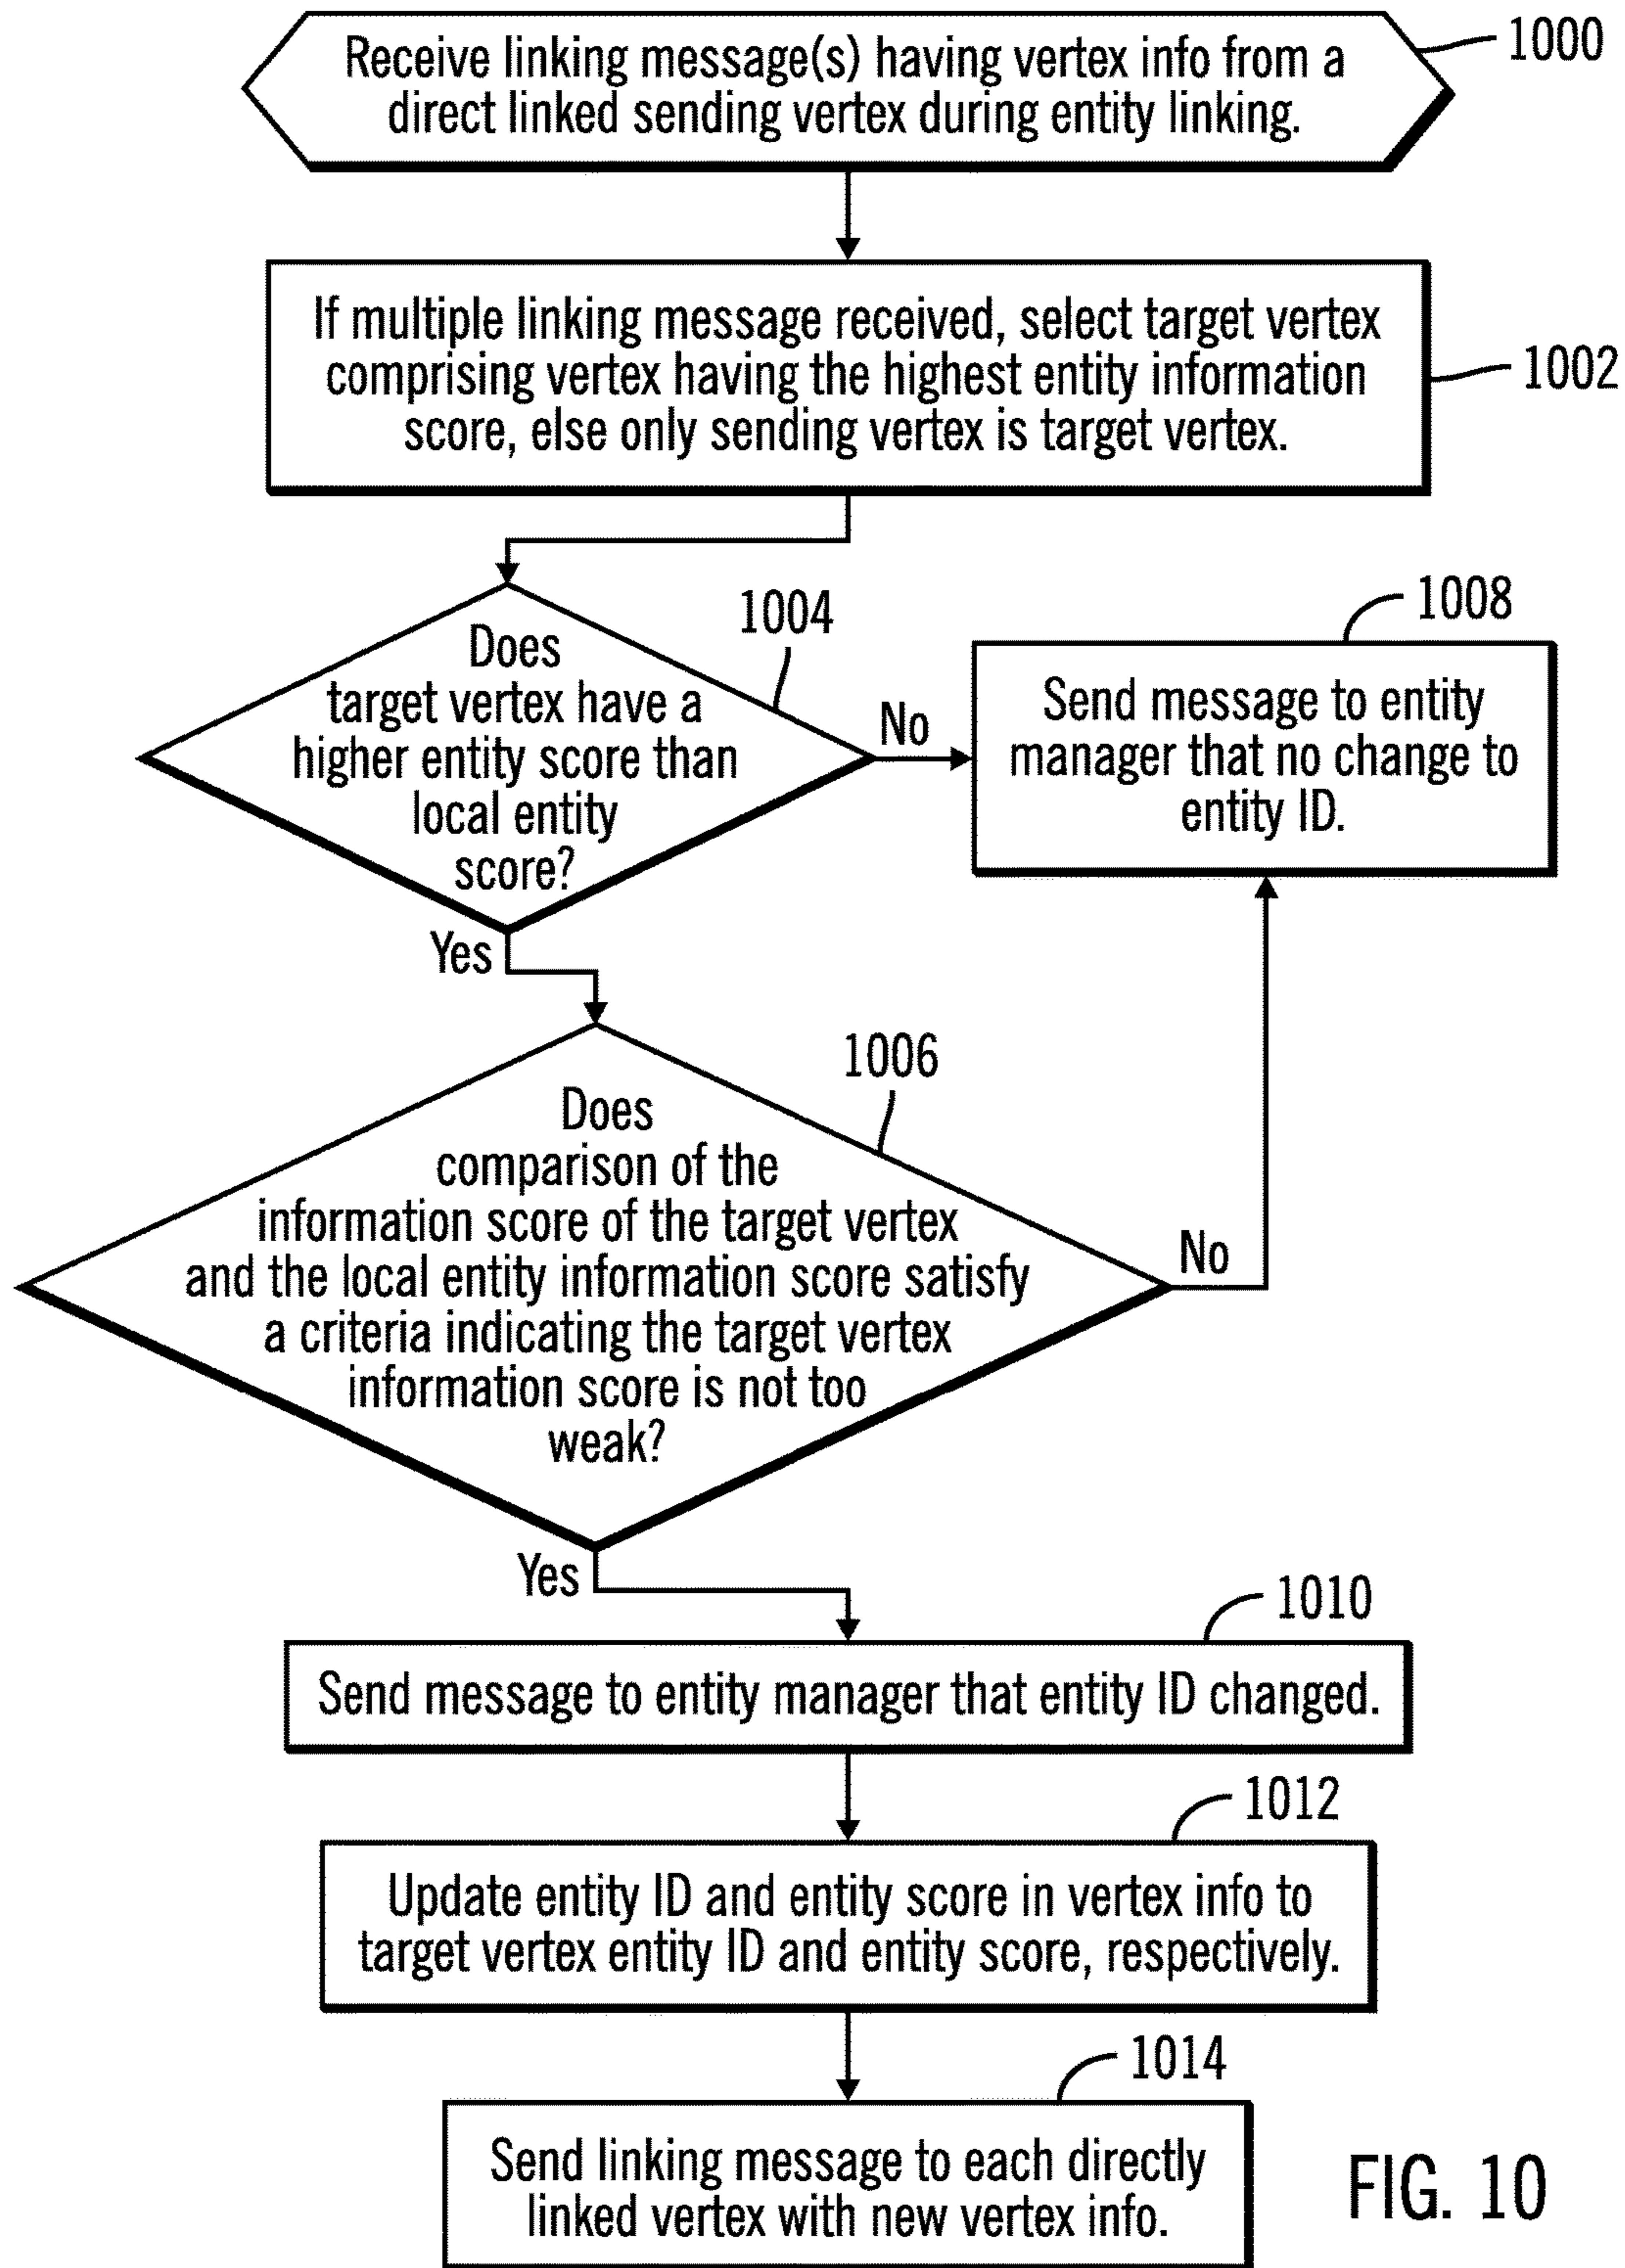 Receive linking message(s) having vertex info from a
direct linked sending vertex during entity linking.
1000
If multiple linking message received, select target vertex
comprising vertex having the highest entity information
score, else only sending vertex is target vertex.
1002
Does
target vertex have a
higher entity score than
local entity
score?
1004
No
Yes
1008
Send message to entity
manager that no change to
entity ID.
1006
Does
comparison of the
information score of the target vertex
and the local entity information score satisfy
a criteria indicating the target vertex
information score is not too
weak?
No
Yes
1010
Send message to entity manager that entity ID changed.
1012
Update entity ID and entity score in vertex info to
target vertex entity ID and entity score, respectively.
1014
Send linking message to each directly
linked vertex with new vertex info.
FIG. 10